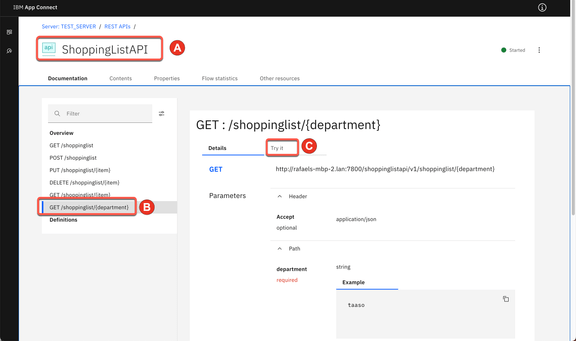 IBM App Connect
Server: TEST_SERVER / REST APIs /
api ShoppingListAPI A
Started
Documentation Contents Properties Flow statistics Other resources
Filter
Overview
GET /shoppinglist
POST /shoppinglist
PUT /shoppinglist/{item}
DELETE /shoppinglist/{item}
GET /shoppinglist/{item}
GET /shoppinglist/{department} B
Definitions
GET : /shoppinglist/{department}
Details Try it C
GET http://rafaels-mbp-2.lan:7800/shoppinglistapi/v1/shoppinglist/{department}
Parameters Header
Accept application/json
optional
Path
department string
required
Example
taaso